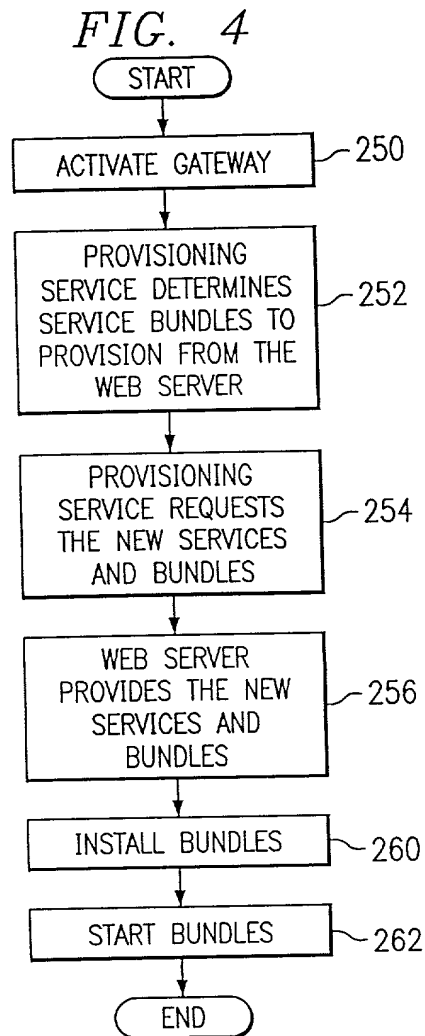 FIG. 4
START
ACTIVATE GATEWAY
250
PROVISIONING
SERVICE DETERMINES
SERVICE BUNDLES TO
PROVISION FROM THE
WEB SERVER
252
PROVISIONING
SERVICE REQUESTS
THE NEW SERVICES
AND BUNDLES
254
WEB SERVER
PROVIDES THE NEW
SERVICES AND
BUNDLES
256
INSTALL BUNDLES
260
START BUNDLES
262
END